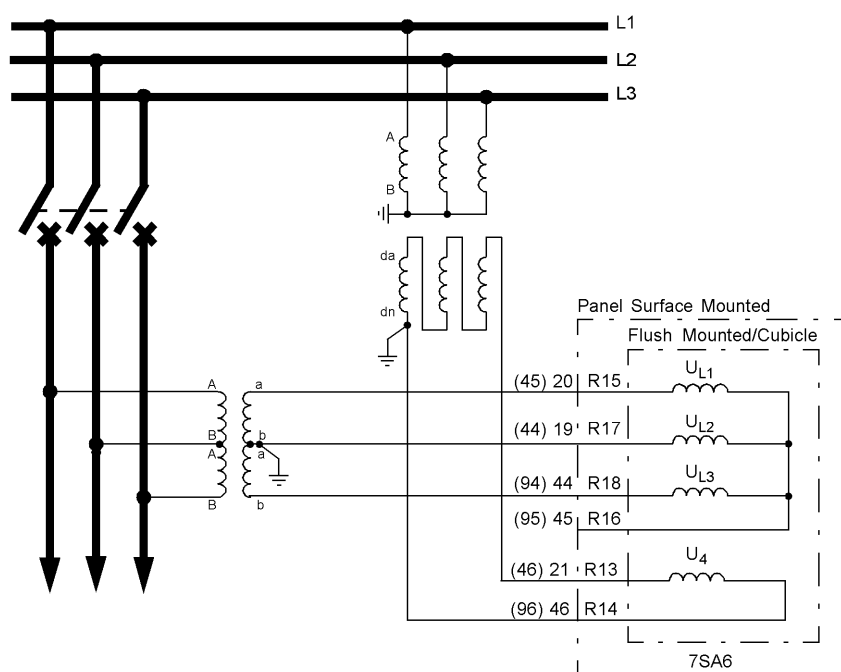 L1
L2
L3
A
B
da
dn
Panel Surface Mounted
Flush Mounted/Cubicle
A
a
(45) 20 R15
UL1
B
b
A
a
(44) 19 R17
UL2
B
b
(94) 44 R18
UL3
(95) 45 R16
(46) 21 R13
U4
(96) 46 R14
7SA6